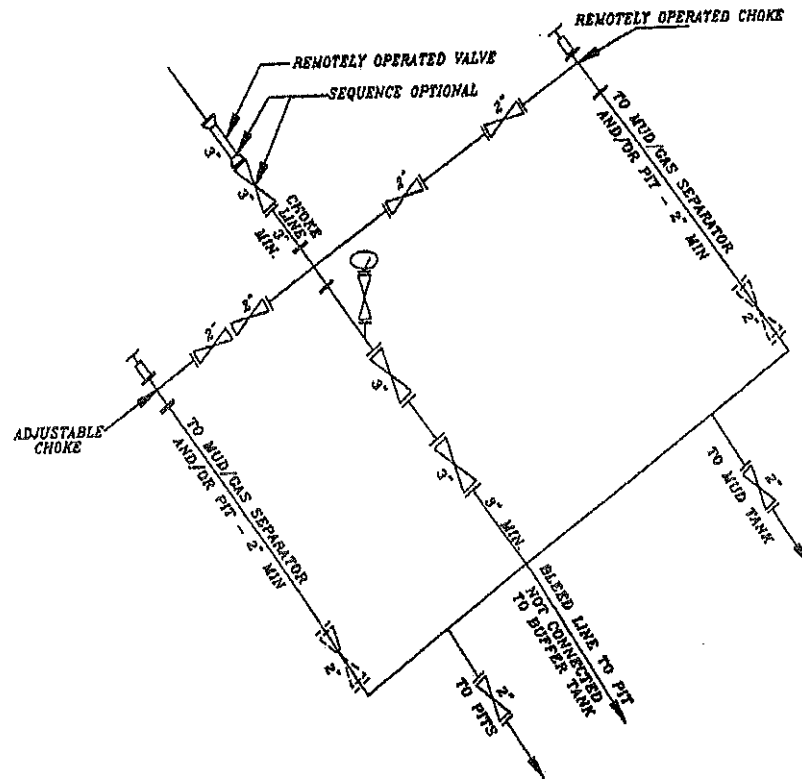 REMOTELY OPERATED CHOKE
REMOTELY OPERATED VALVE
SEQUENCE OPTIONAL
3"
3"
CHOKE
LINE
3"
MIN.
2"
2"
TO MUD/GAS SEPARATOR
AND/OR PIT - 2" MIN
2"
2"
2"
ADJUSTABLE
CHOKE
3"
3"
3" MIN.
TO MUD/GAS SEPARATOR
AND/OR PIT - 2" MIN
2"
2"
TO MUD TANK
BLEED LINE TO PIT
NOT CONNECTED
TO BUFFER TANK
2"
TO PITS